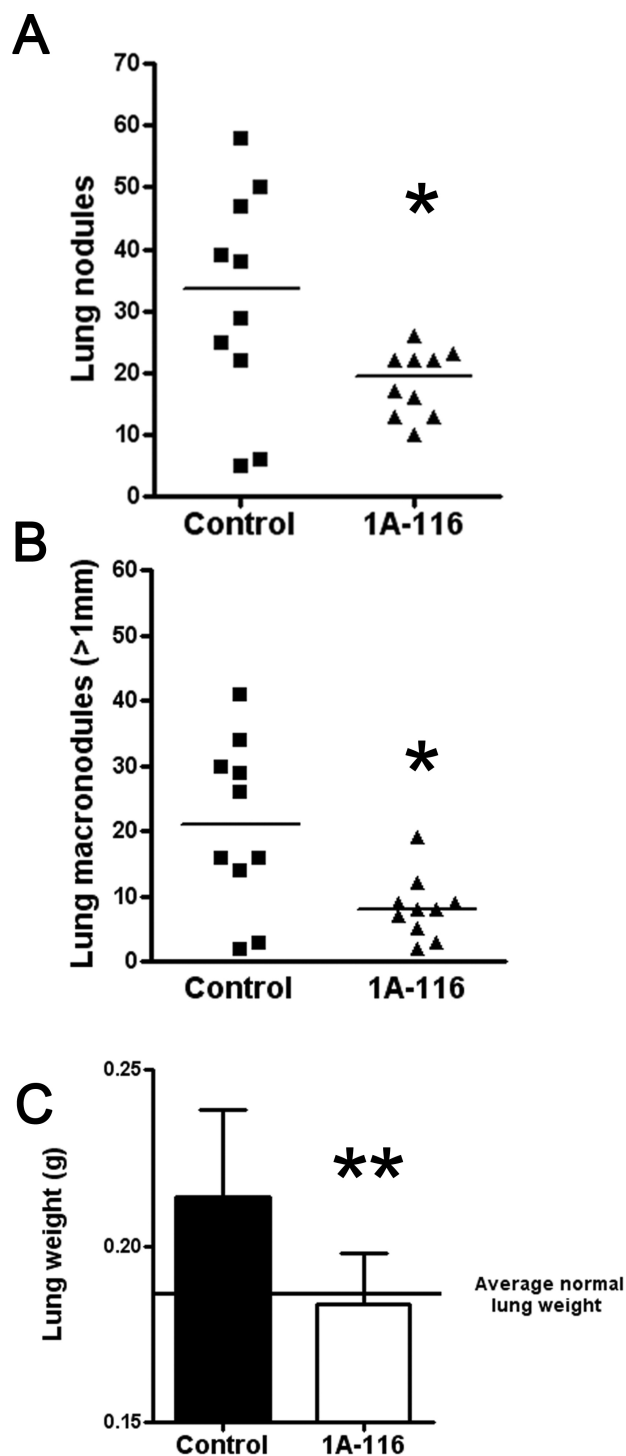 A
70
60
50
40
30
20
10
0
Lung nodules
*
Control 1A-116
B
60
50
40
30
20
10
0
Lung macronodules (>1mm)
*
Control 1A-116
C
0.25
0.20
0.15
Lung weight (g)
**
Average normal
lung weight
Control 1A-116